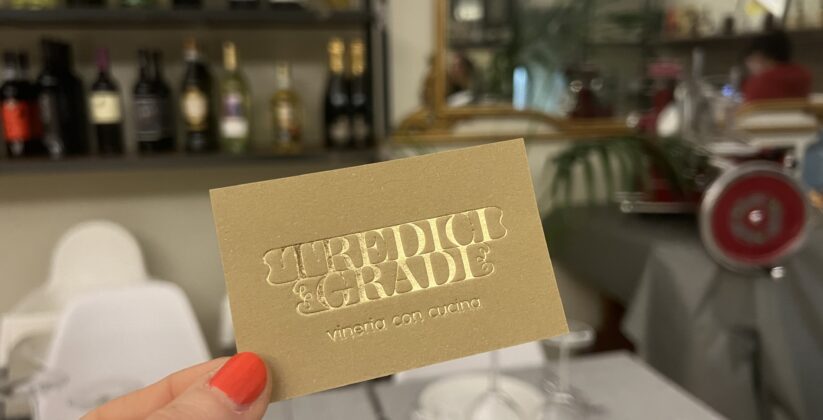 TREDICI
GRADI
vineria con cucina